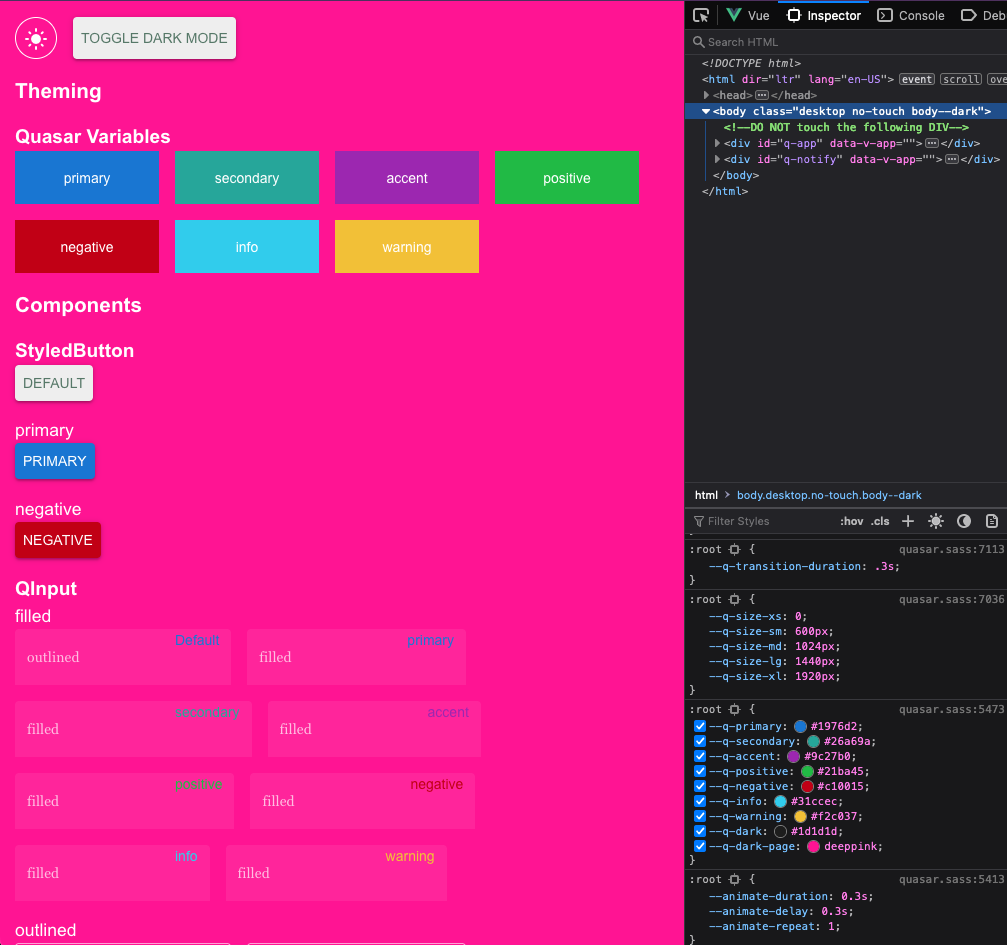 TOGGLE DARK MODE
Theming
Quasar Variables
primary
secondary
accent
positive
negative
info
warning
Components
StyledButton
DEFAULT
primary
PRIMARY
negative
NEGATIVE
QInput
filled
Default
outlined
primary
filled
secondary
filled
accent
filled
positive
filled
negative
filled
info
filled
warning
filled
outlined
Vue
Inspector
Console
Deb
Search HTML
<!DOCTYPE html>
<html dir="ltr" lang="en-US"> event scroll ove
<head> ••• </head>
<body class="desktop no-touch body--dark">
<!--DO NOT touch the following DIV-->
<div id="q-app" data-v-app=""> ••• </div>
<div id="q-notify" data-v-app=""> ••• </div>
</body>
</html>
html > body.desktop.no-touch.body--dark
Filter Styles :hov .cls +
}
:root { quasar.sass:7113
--q-transition-duration: .3s;
}
:root { quasar.sass:7036
--q-size-xs: 0;
--q-size-sm: 600px;
--q-size-md: 1024px;
--q-size-lg: 1440px;
--q-size-xl: 1920px;
}
:root { quasar.sass:5473
--q-primary: #1976d2;
--q-secondary: #26a69a;
--q-accent: #9c27b0;
--q-positive: #21ba45;
--q-negative: #c10015;
--q-info: #31ccec;
--q-warning: #f2c037;
--q-dark: #1d1d1d;
--q-dark-page: deeppink;
}
:root { quasar.sass:5413
--animate-duration: 0.3s;
--animate-delay: 0.3s;
--animate-repeat: 1;
}